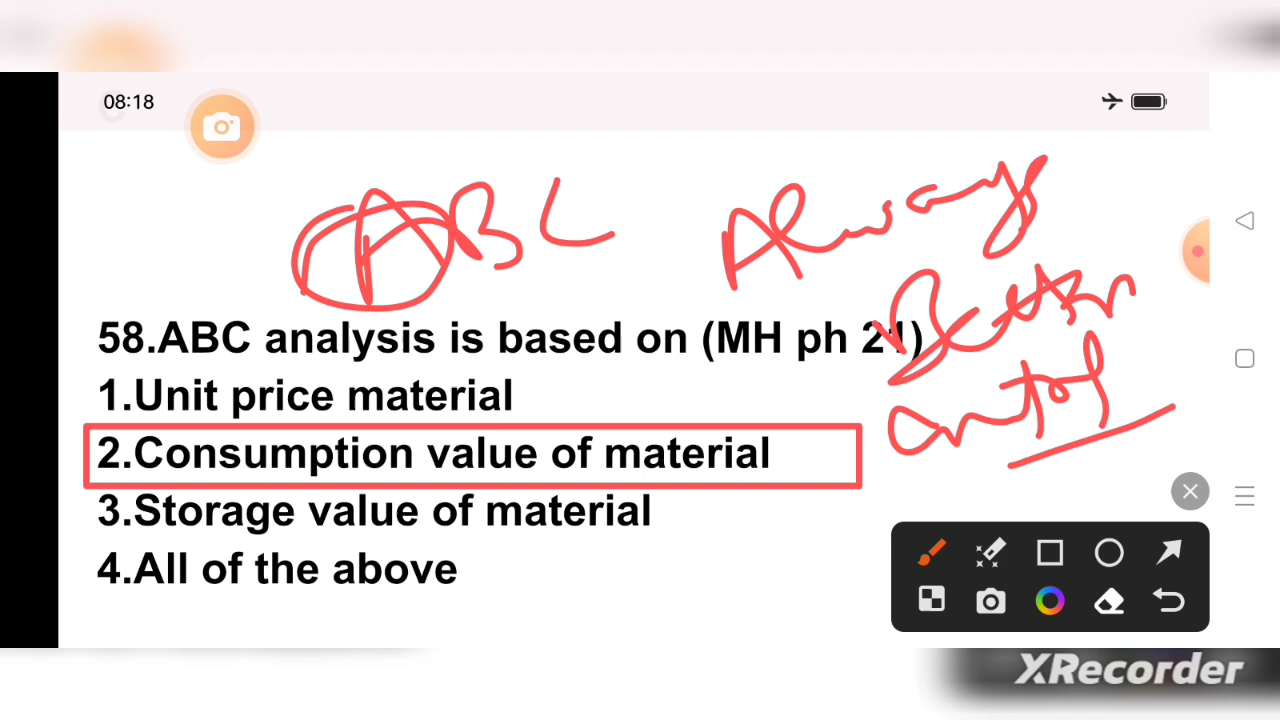 08:18
ABC Always
Better
Control
58.ABC analysis is based on (MH ph 21)
1.Unit price material
2.Consumption value of material
3.Storage value of material
4.All of the above
XRecorder